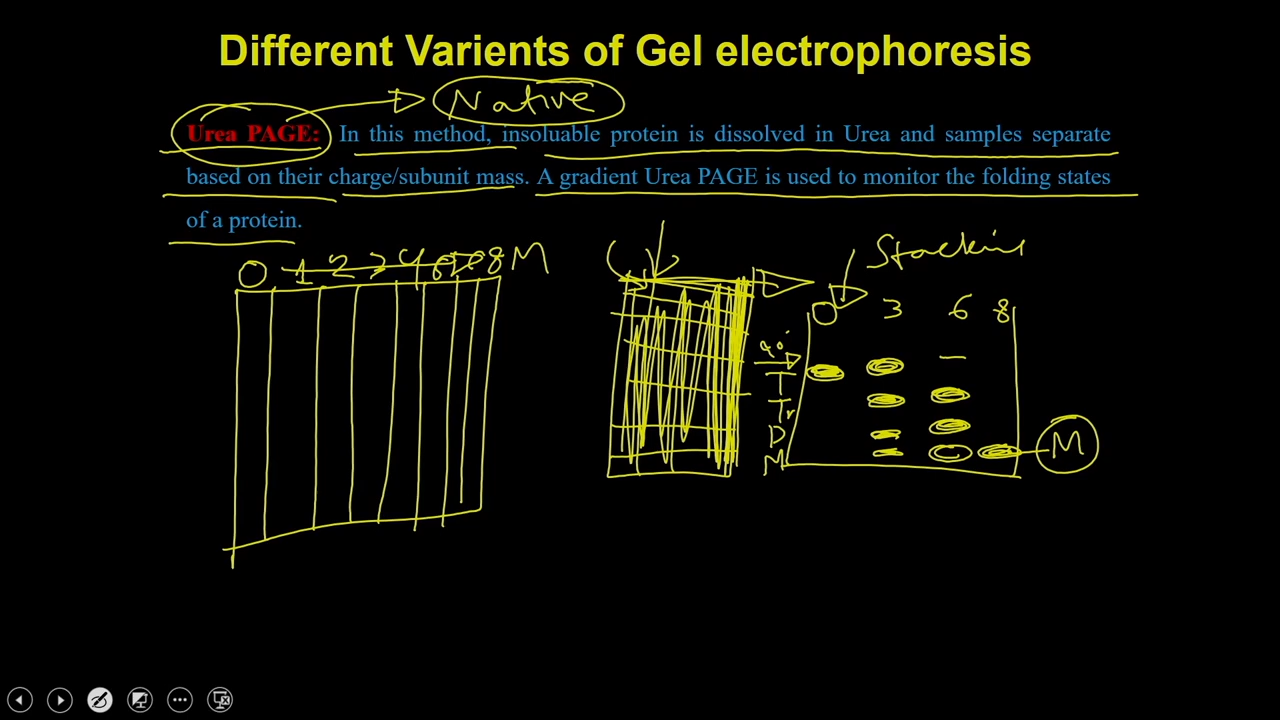 Different Varients of Gel electrophoresis
Native
Urea PAGE: In this method, insoluable protein is dissolved in Urea and samples separate
based on their charge/subunit mass. A gradient Urea PAGE is used to monitor the folding states
of a protein.
0 1 2 3 4 8 M
Stacking
0 3 6 8
T
Tr
D
M
M